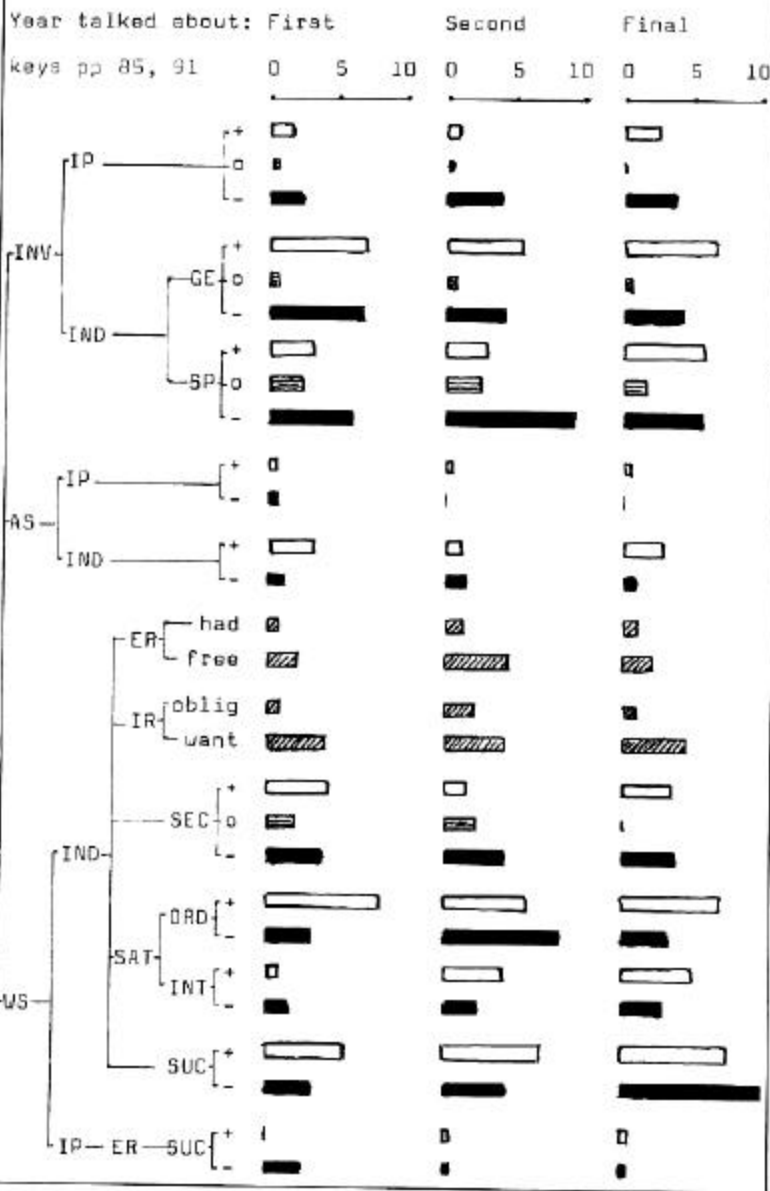 Year talked about: First Second Final
keys pp 85, 91 0 5 10 0 5 10 0 5 10
+
IP o
-
+
INV GE o
-
IND
+
SP o
-
+
IP
-
AS
+
IND
-
had
ER
free
oblig
IR
want
+
SEC o
IND -
+
ORD
-
SAT
+
INT
WS -
+
SUC
-
+
IP ER SUC
-